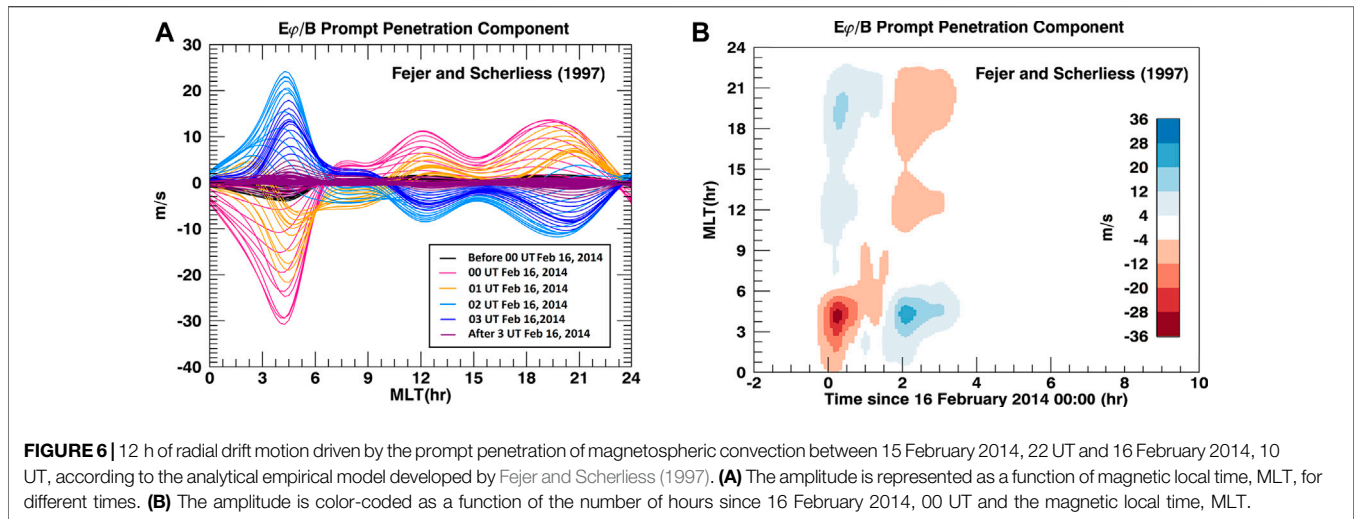 A
Eφ/B Prompt Penetration Component
Fejer and Scherliess (1997)
30
20
10
0
-10
-20
-30
-40
m/s
Before 00 UT Feb 16, 2014
00 UT Feb 16, 2014
01 UT Feb 16, 2014
02 UT Feb 16, 2014
03 UT Feb 16,2014
After 3 UT Feb 16, 2014
0 3 6 9 12 15 18 21 24
MLT(hr)
B
Eφ/B Prompt Penetration Component
Fejer and Scherliess (1997)
24
21
18
15
12
9
6
3
0
MLT(hr)
-2 0 2 4 6 8 10
Time since 16 February 2014 00:00 (hr)
m/s
36
28
20
12
4
-4
-12
-20
-28
-36
FIGURE 6 | 12 h of radial drift motion driven by the prompt penetration of magnetospheric convection between 15 February 2014, 22 UT and 16 February 2014, 10
UT, according to the analytical empirical model developed by Fejer and Scherliess (1997). (A) The amplitude is represented as a function of magnetic local time, MLT, for
different times. (B) The amplitude is color-coded as a function of the number of hours since 16 February 2014, 00 UT and the magnetic local time, MLT.